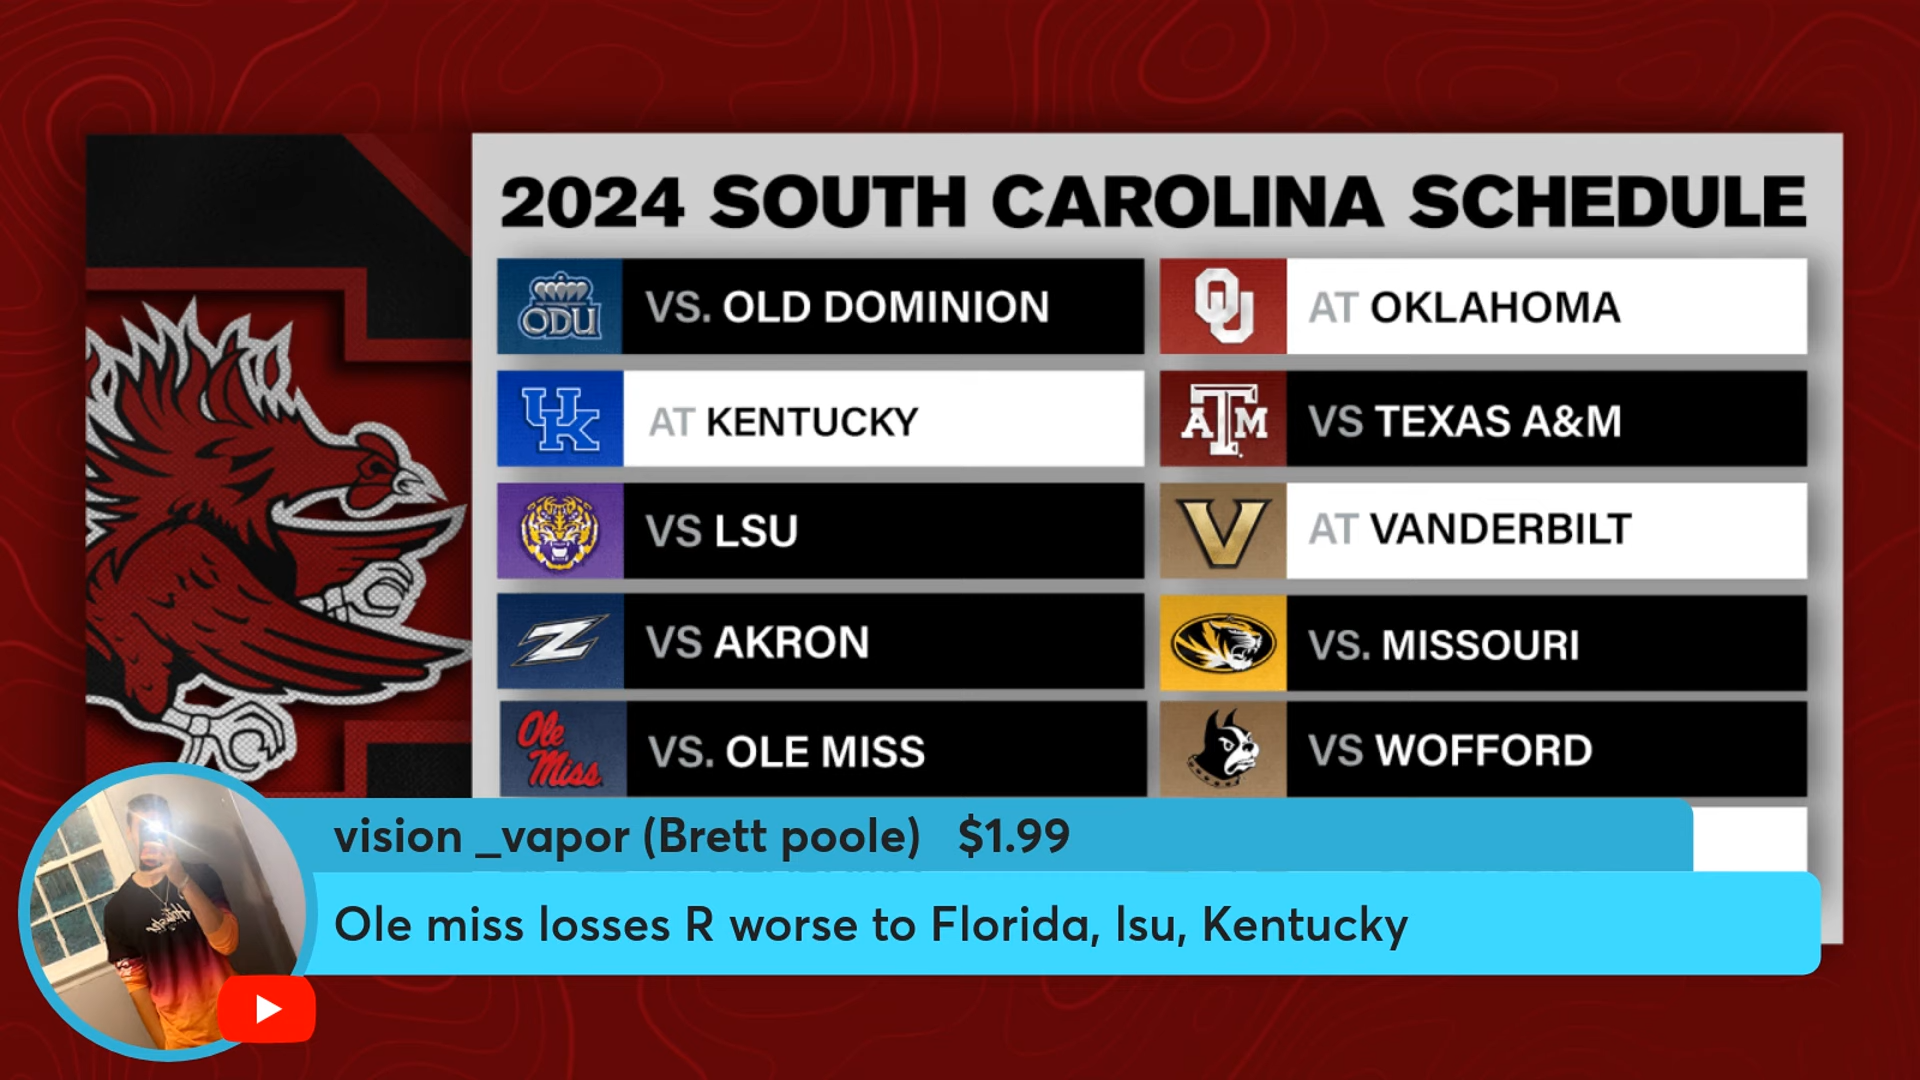 2024 SOUTH CAROLINA SCHEDULE
ODU VS. OLD DOMINION
OU AT OKLAHOMA
UK AT KENTUCKY
ATM VS TEXAS A&M
VS LSU
V AT VANDERBILT
Z VS AKRON
VS. MISSOURI
Ole Miss VS. OLE MISS
VS WOFFORD
vision _vapor (Brett poole) $1.99
Ole miss losses R worse to Florida, lsu, Kentucky